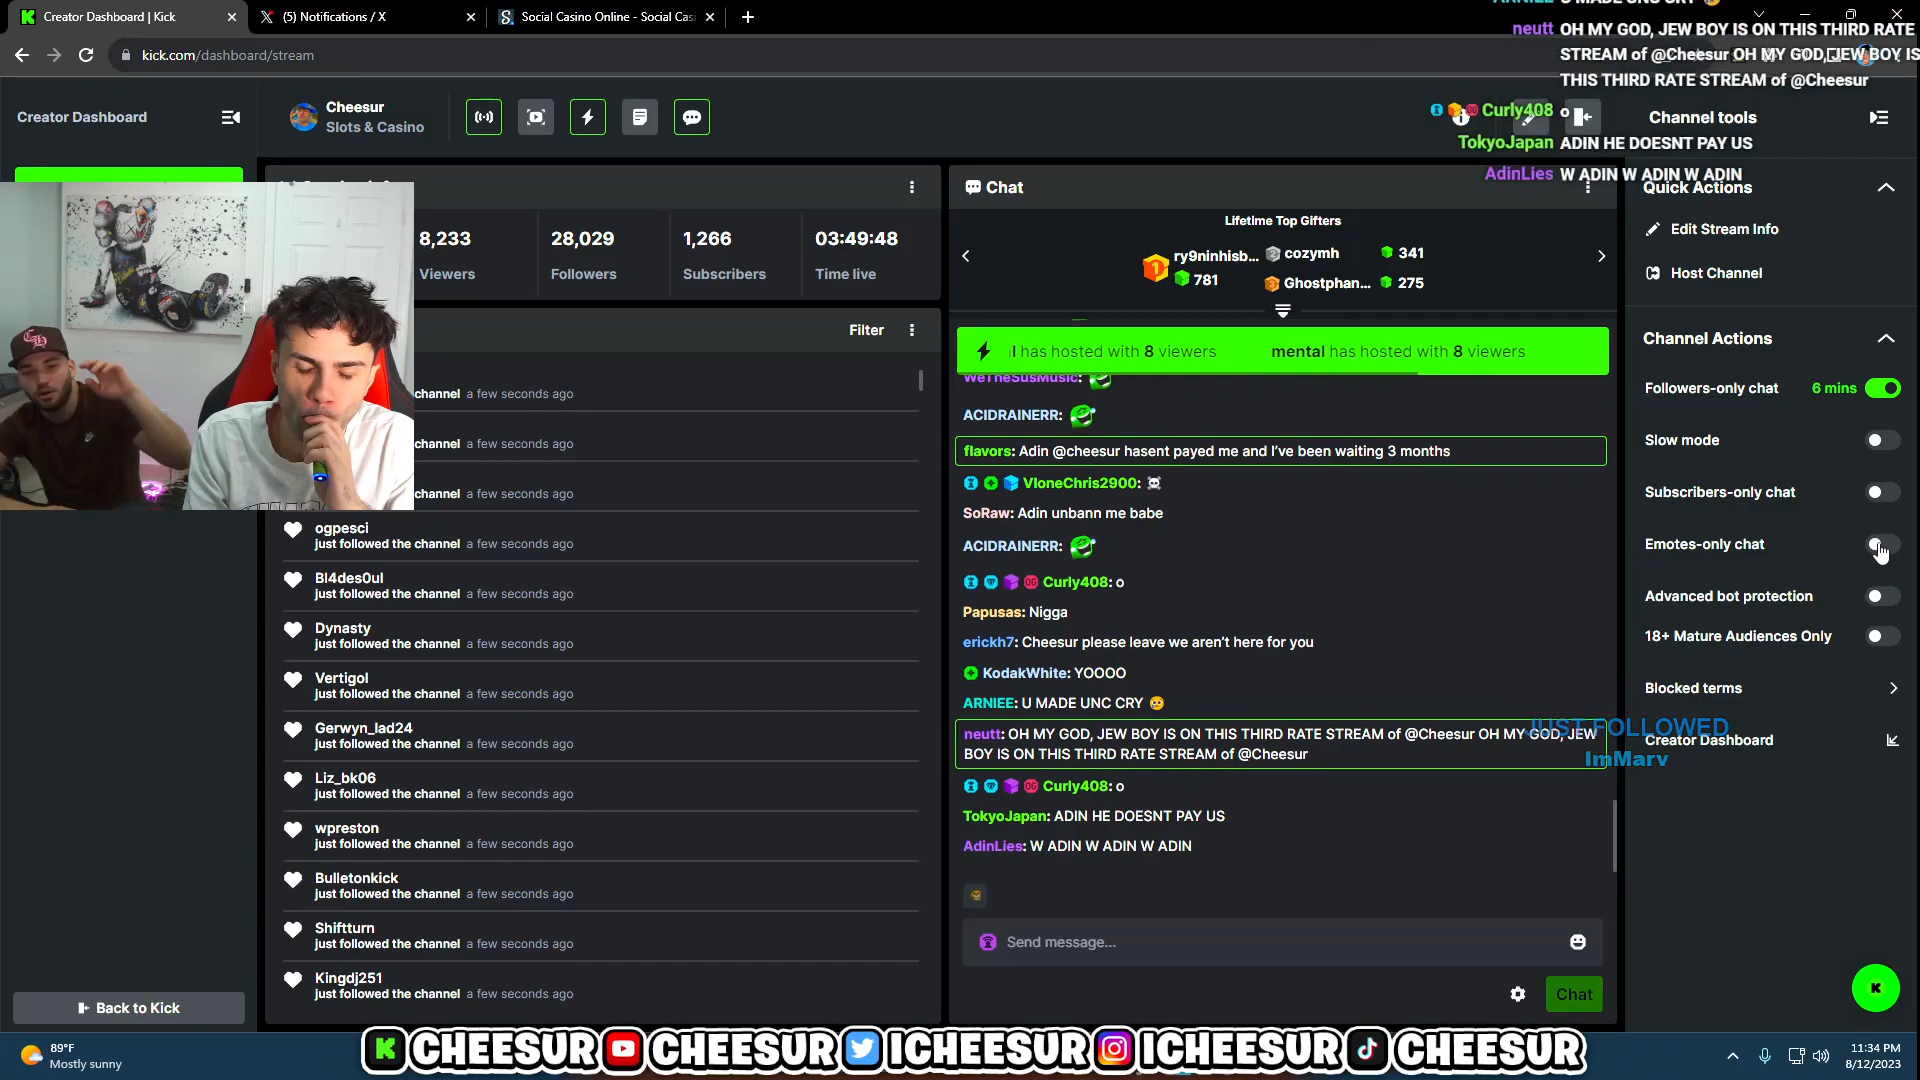 Creator Dashboard | Kick
(5) Notifications / X
Social Casino Online - Social Cas
kick.com/dashboard/stream
neutt OH MY GOD, JEW BOY IS ON THIS THIRD RATE
STREAM of @Cheesur OH MY GOD, JEW BOY IS
THIS THIRD RATE STREAM of @Cheesur
Curly408 o
TokyoJapan ADIN HE DOESNT PAY US
AdinLies W ADIN W ADIN W ADIN
Creator Dashboard
Cheesur
Slots & Casino
Channel tools
8,233
Viewers
28,029
Followers
1,266
Subscribers
03:49:48
Time live
Filter
channel a few seconds ago
channel a few seconds ago
channel a few seconds ago
ogpesci
just followed the channel a few seconds ago
Bl4des0ul
just followed the channel a few seconds ago
Dynasty
just followed the channel a few seconds ago
Vertigol
just followed the channel a few seconds ago
Gerwyn_lad24
just followed the channel a few seconds ago
Liz_bk06
just followed the channel a few seconds ago
wpreston
just followed the channel a few seconds ago
Bulletonkick
just followed the channel a few seconds ago
Shiftturn
just followed the channel a few seconds ago
Kingdj251
just followed the channel a few seconds ago
Back to Kick
Chat
Lifetime Top Gifters
1 ry9ninhisb... 781
2 cozymh 341
3 Ghostphan... 275
l has hosted with 8 viewers mental has hosted with 8 viewers
WeTheSusMusic:
ACIDRAINERR:
flavors: Adin @cheesur hasent payed me and I've been waiting 3 months
VloneChris2900:
SoRaw: Adin unbann me babe
ACIDRAINERR:
OG Curly408: o
Papusas: Nigga
erickh7: Cheesur please leave we aren't here for you
KodakWhite: YOOOO
ARNIEE: U MADE UNC CRY
neutt: OH MY GOD, JEW BOY IS ON THIS THIRD RATE STREAM of @Cheesur OH MY GOD, JEW
BOY IS ON THIS THIRD RATE STREAM of @Cheesur
OG Curly408: o
TokyoJapan: ADIN HE DOESNT PAY US
AdinLies: W ADIN W ADIN W ADIN
Send message...
Chat
Quick Actions
Edit Stream Info
Host Channel
Channel Actions
Followers-only chat 6 mins
Slow mode
Subscribers-only chat
Emotes-only chat
Advanced bot protection
18+ Mature Audiences Only
Blocked terms
JUST FOLLOWED
ImMarv
Creator Dashboard
K
89°F
Mostly sunny
K CHEESUR CHEESUR ICHEESUR ICHEESUR CHEESUR
11:34 PM
8/12/2023